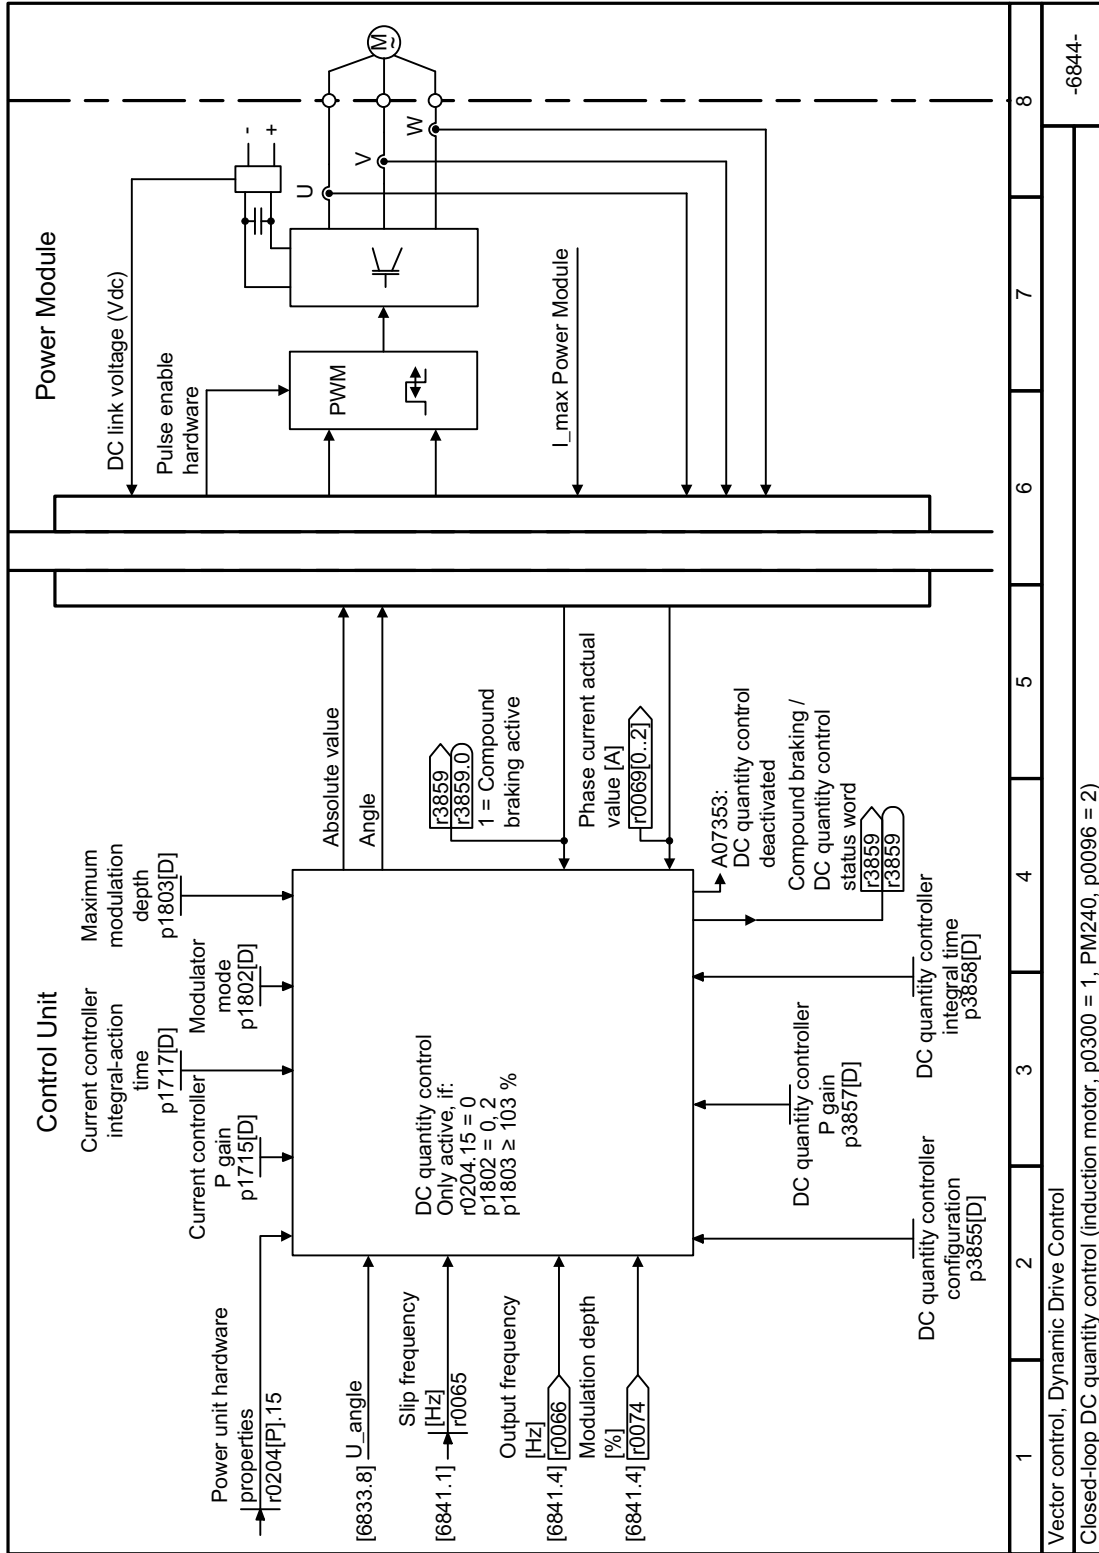 Control Unit
Power Module
Power unit hardware
properties
r0204[P].15
Current controller
P gain
p1715[D]
Current controller
integral-action
time
p1717[D]
Modulator
mode
p1802[D]
Maximum
modulation
depth
p1803[D]
[6833.8]
U_angle
Slip frequency
[Hz]
[6841.1]
r0065
Output frequency
[Hz]
[6841.4]
r0066
Modulation depth
[%]
[6841.4]
r0074
DC quantity control
Only active, if:
r0204.15 = 0
p1802 = 0, 2
p1803 ≥ 103 %
DC quantity controller
configuration
p3855[D]
DC quantity controller
P gain
p3857[D]
DC quantity controller
integral time
p3858[D]
Absolute value
Angle
r3859
r3859.0
1 = Compound
braking active
Phase current actual
value [A]
r0069[0..2]
A07353:
DC quantity control
deactivated
Compound braking /
DC quantity control
status word
r3859
r3859
DC link voltage (Vdc)
Pulse enable
hardware
PWM
I_max Power Module
- +
U
V
W
M
~
1 2 3 4 5 6 7 8
Vector control, Dynamic Drive Control
Closed-loop DC quantity control (induction motor, p0300 = 1, PM240, p0096 = 2)
-6844-